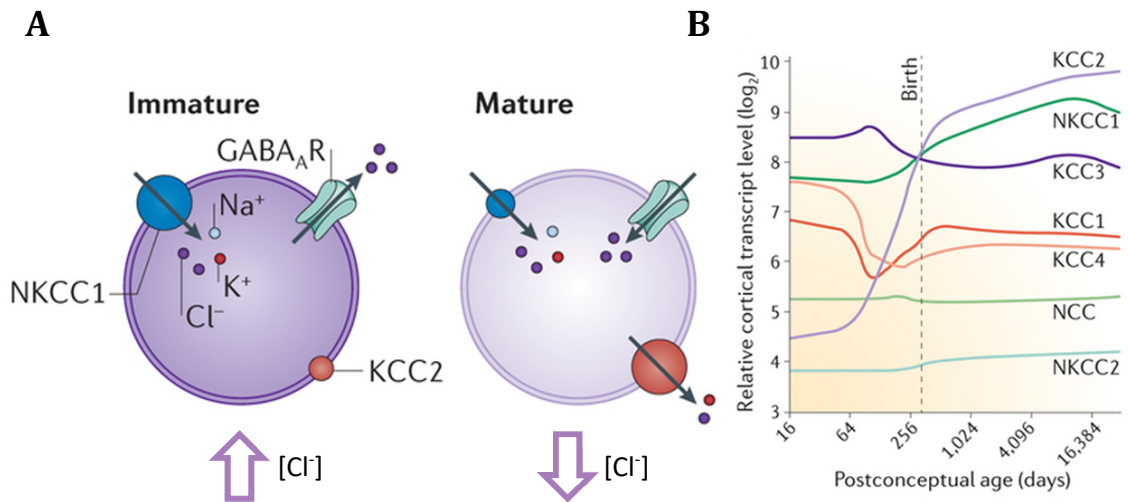 A
Immature
GABA_AR
Na⁺
K⁺
Cl⁻
NKCC1
KCC2
[Cl⁻]
Mature
[Cl⁻]
B
Relative cortical transcript level (log₂)
10
9
8
7
6
5
4
3
Birth
KCC2
NKCC1
KCC3
KCC1
KCC4
NCC
NKCC2
16
64
256
1,024
4,096
16,384
Postconceptual age (days)